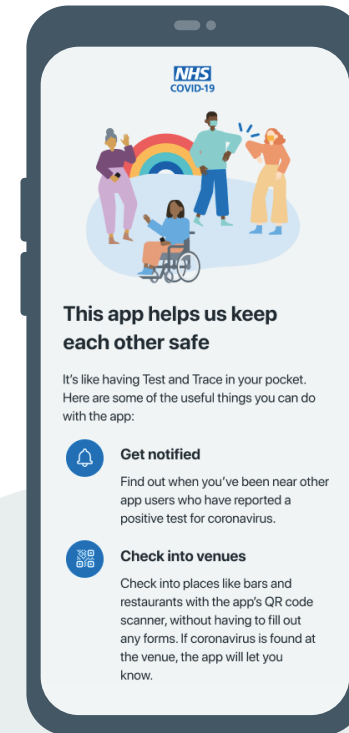 NHS
COVID-19
This app helps us keep
each other safe
It's like having Test and Trace in your pocket.
Here are some of the useful things you can do
with the app:
Get notified
Find out when you've been near other
app users who have reported a
positive test for coronavirus.
Check into venues
Check into places like bars and
restaurants with the app's QR code
scanner, without having to fill out
any forms. If coronavirus is found at
the venue, the app will let you
know.